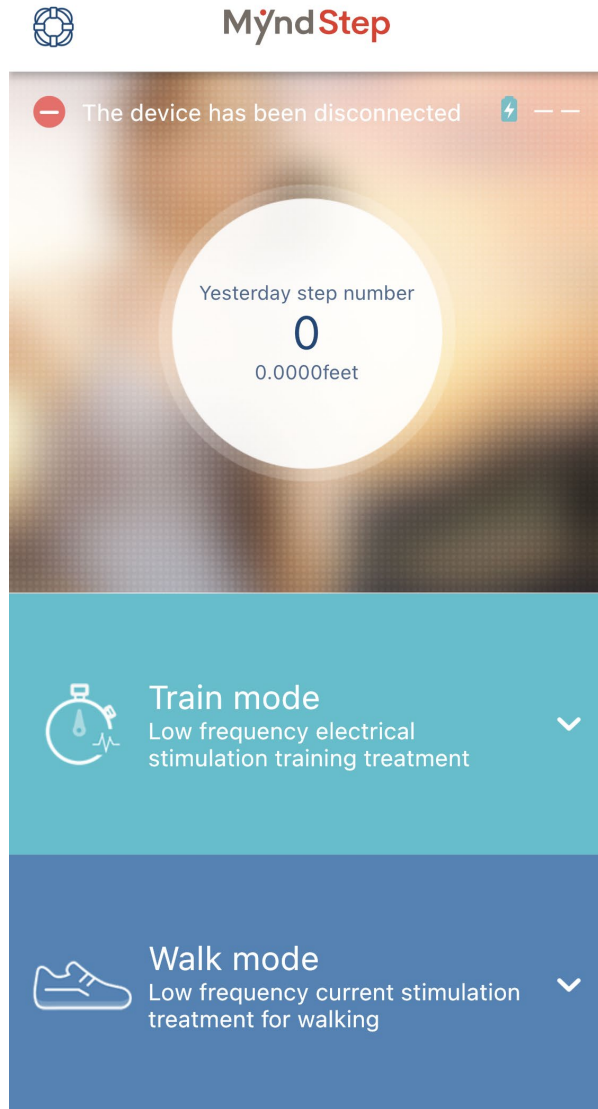 MÿndStep
The device has been disconnected — —
Yesterday step number
0
0.0000feet
Train mode
Low frequency electrical
stimulation training treatment
Walk mode
Low frequency current stimulation
treatment for walking